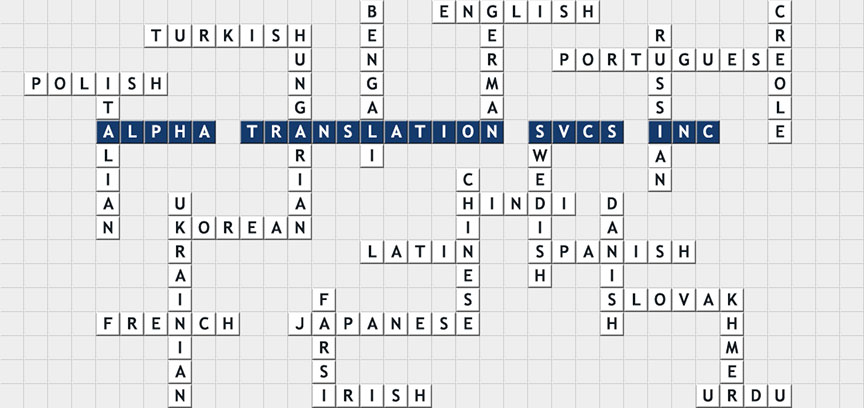 BENGALI
ENGLISH
GERMAN
CREOLE
TURKISH
HUNGARIAN
RUSSIAN
PORTUGUESE
POLISH
ITALIAN
ALPHA TRANSLATION SVCS INC
SWEDISH
CHINESE
HINDI
UKRAINIAN
DANISH
KOREAN
LATIN
SPANISH
FARSI
SLOVAK
KHMER
FRENCH
JAPANESE
IRISH
URDU